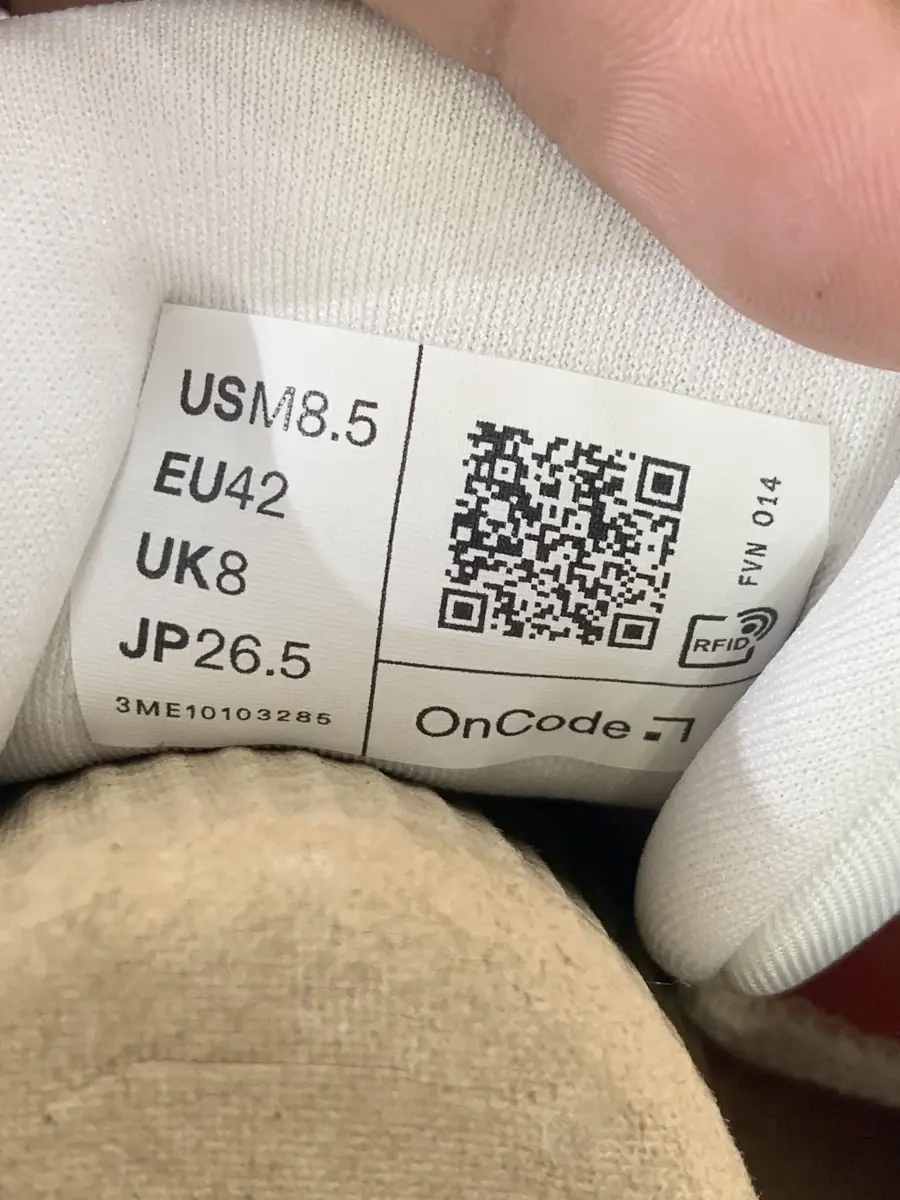 USM8.5
EU42
UK8
JP26.5
3ME10103285
FVN 014
RFID
OnCode